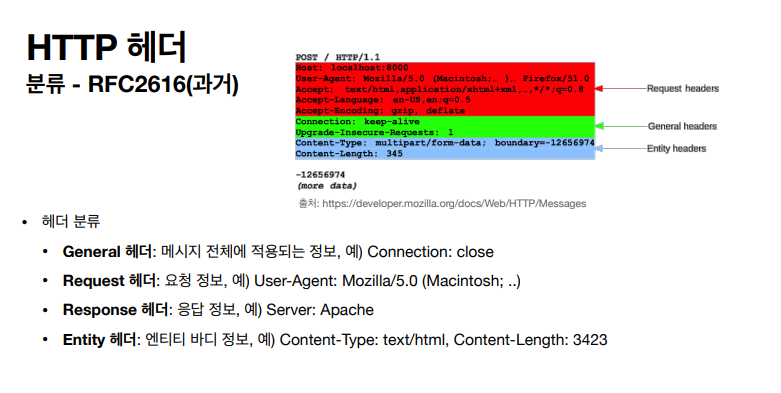 HTTP 헤더
분류 - RFC2616(과거)
POST / HTTP/1.1
Host: localhost:8000
User-Agent: Mozilla/5.0 (Macintosh;… )… Firefox/51.0
Accept: text/html,application/xhtml+xml,…,*/*;q=0.8
Accept-Language: en-US,en;q=0.5
Accept-Encoding: gzip, deflate
Connection: keep-alive
Upgrade-Insecure-Requests: 1
Content-Type: multipart/form-data; boundary=-12656974
Content-Length: 345
-12656974
(more data)
Request headers
General headers
Entity headers
출처: https://developer.mozilla.org/docs/Web/HTTP/Messages
• 헤더 분류
• General 헤더: 메시지 전체에 적용되는 정보, 예) Connection: close
• Request 헤더: 요청 정보, 예) User-Agent: Mozilla/5.0 (Macintosh; ..)
• Response 헤더: 응답 정보, 예) Server: Apache
• Entity 헤더: 엔티티 바디 정보, 예) Content-Type: text/html, Content-Length: 3423